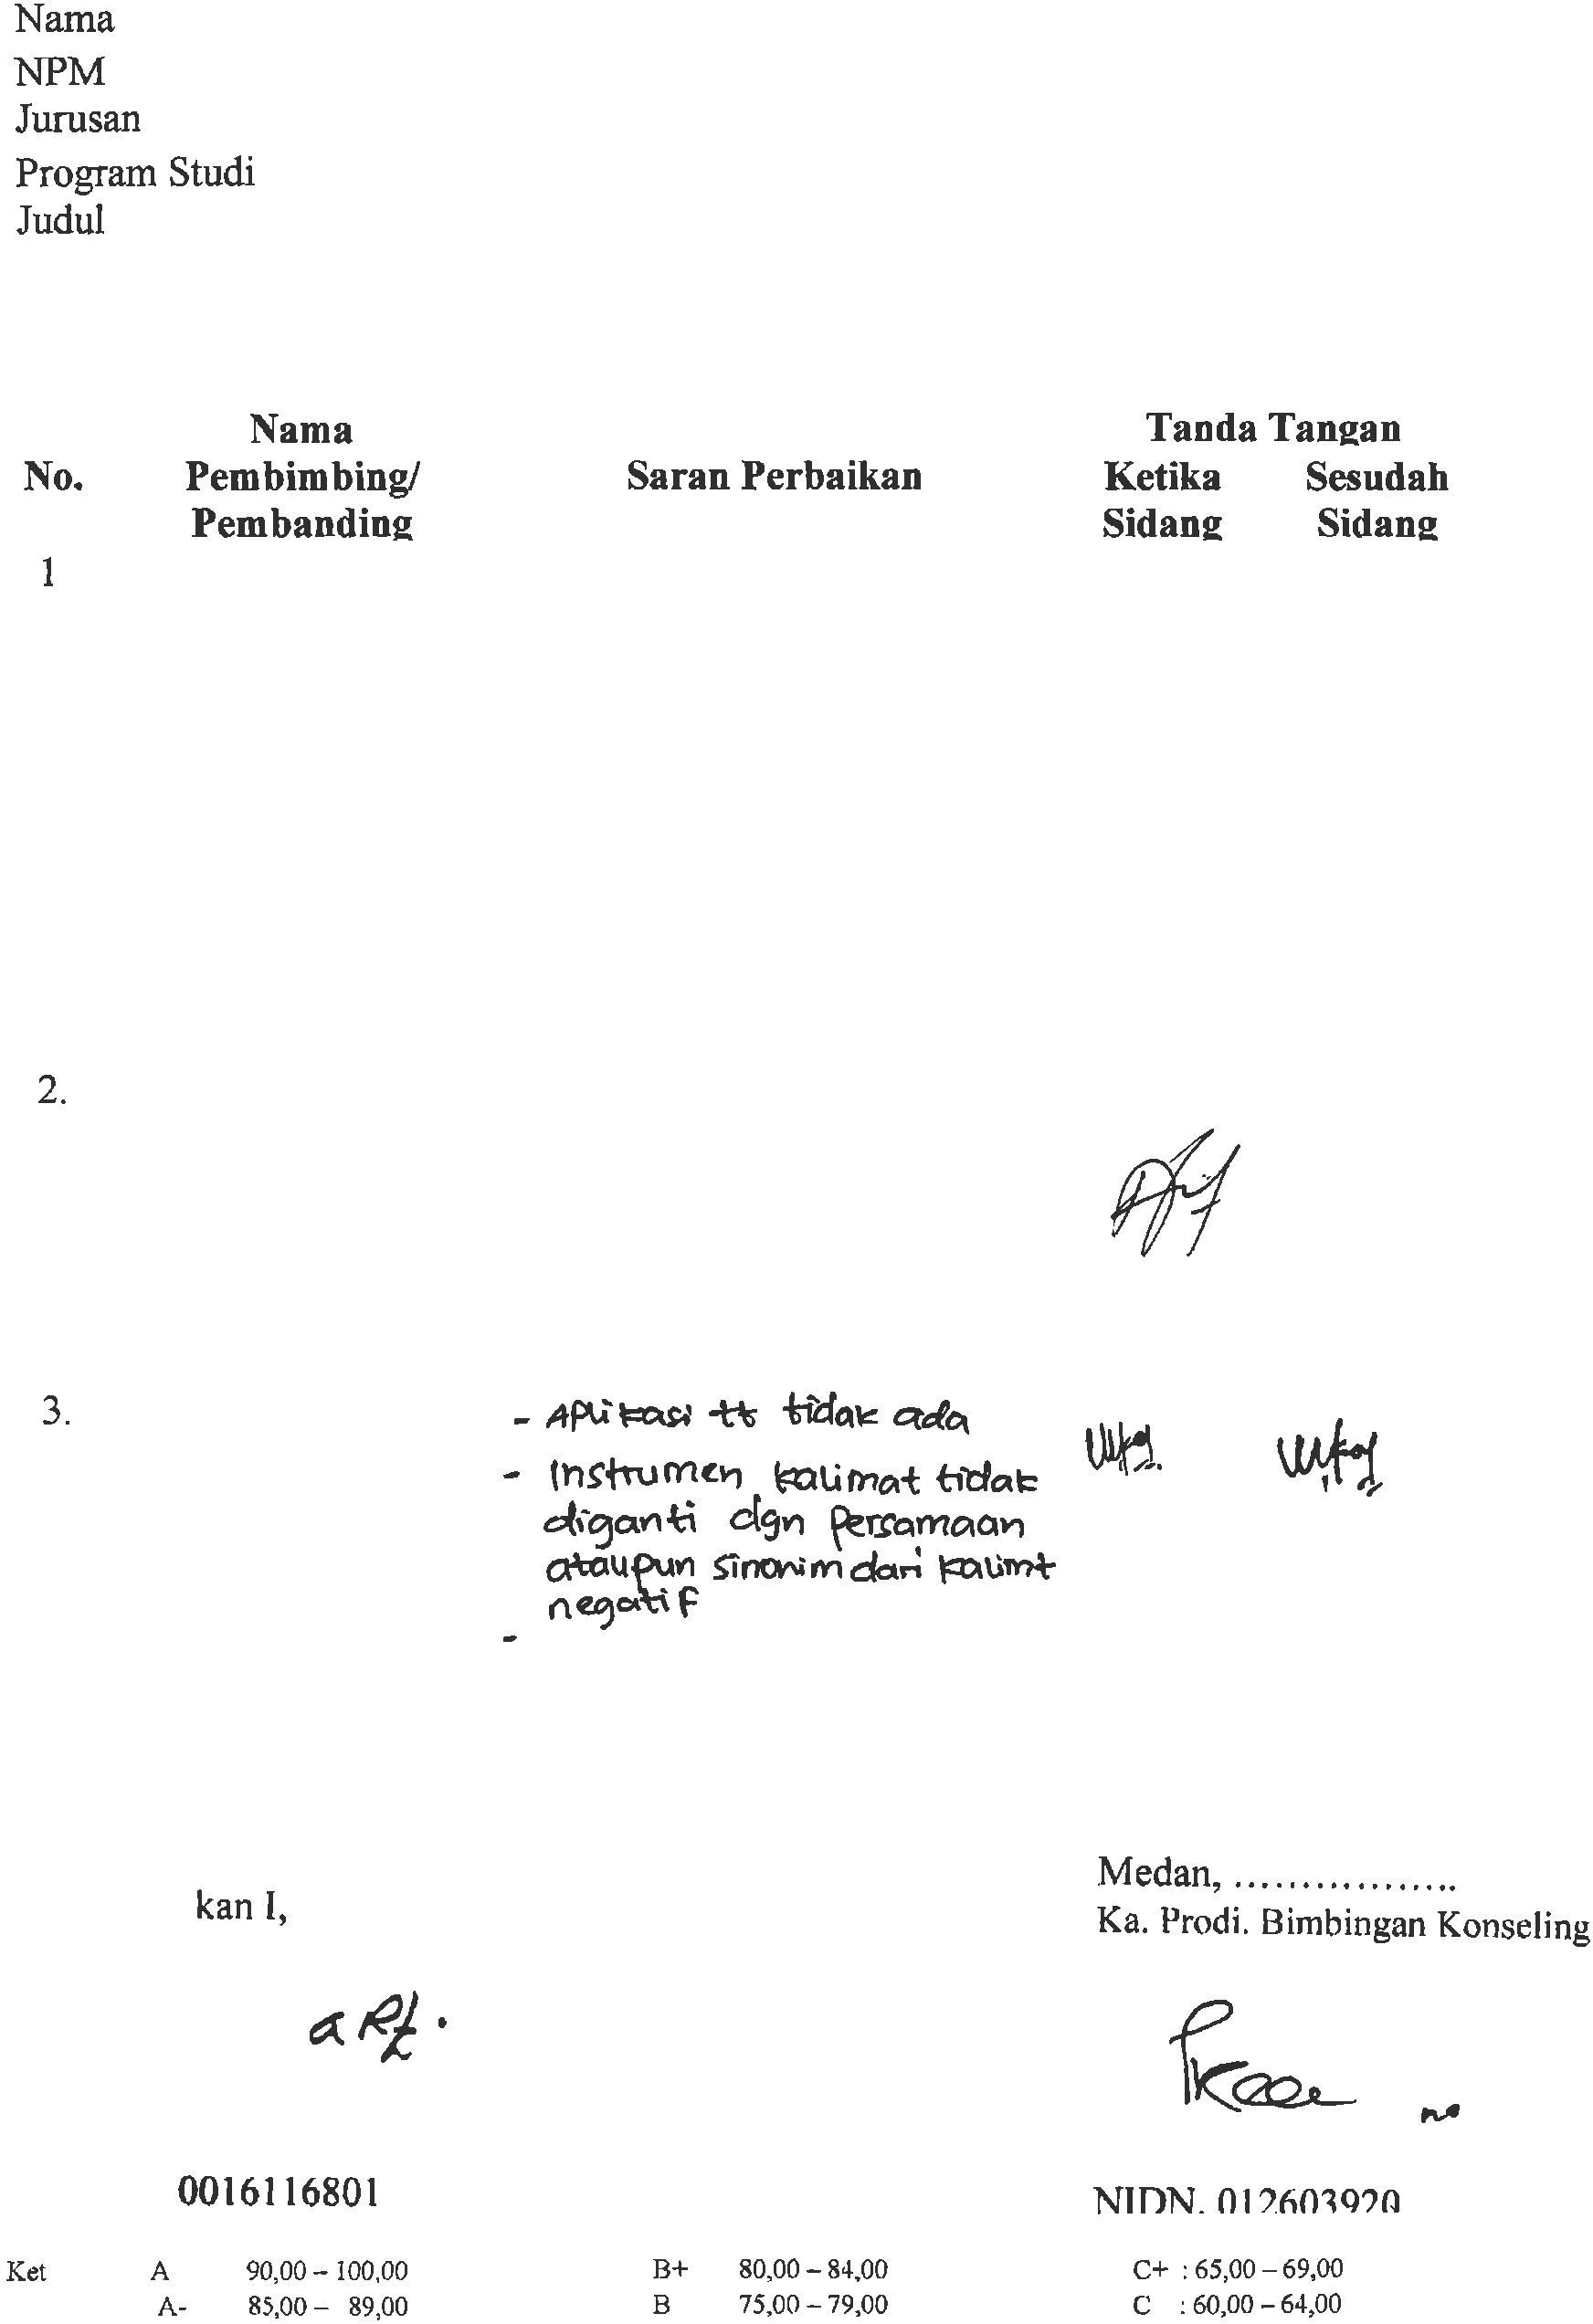 Nama
NPM
Jurusan
Program Studi
Judul
Nama
Tanda Tangan
No. Pembimbing/ Saran Perbaikan Ketika Sesudah
Pembanding Sidang Sidang
1
2.
3. - Aplikasi tt tidak ada
- Instrumen kalimat tidak
diganti dgn Persamaan
ataupun sinonim dari kalimt
negatif
-
Medan, .................
kan I,
Ka. Prodi. Bimbingan Konseling
0016116801
NIDN. 012603920
Ket A 90,00 – 100,00 B+ 80,00 – 84,00 C+ : 65,00 – 69,00
A- 85,00 – 89,00 B 75,00 – 79,00 C : 60,00 – 64,00